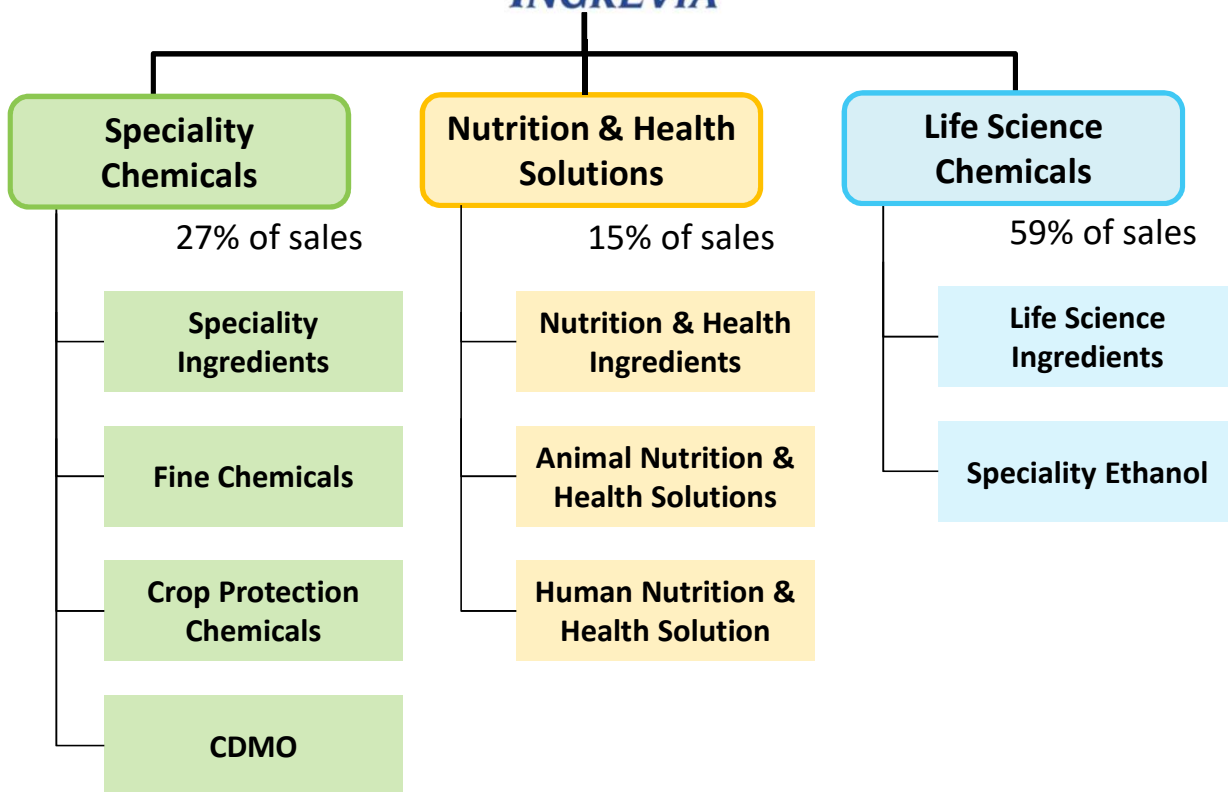 INGREVIA
Speciality
Chemicals
27% of sales
Speciality
Ingredients
Fine Chemicals
Crop Protection
Chemicals
CDMO
Nutrition & Health
Solutions
15% of sales
Nutrition & Health
Ingredients
Animal Nutrition &
Health Solutions
Human Nutrition &
Health Solution
Life Science
Chemicals
59% of sales
Life Science
Ingredients
Speciality Ethanol